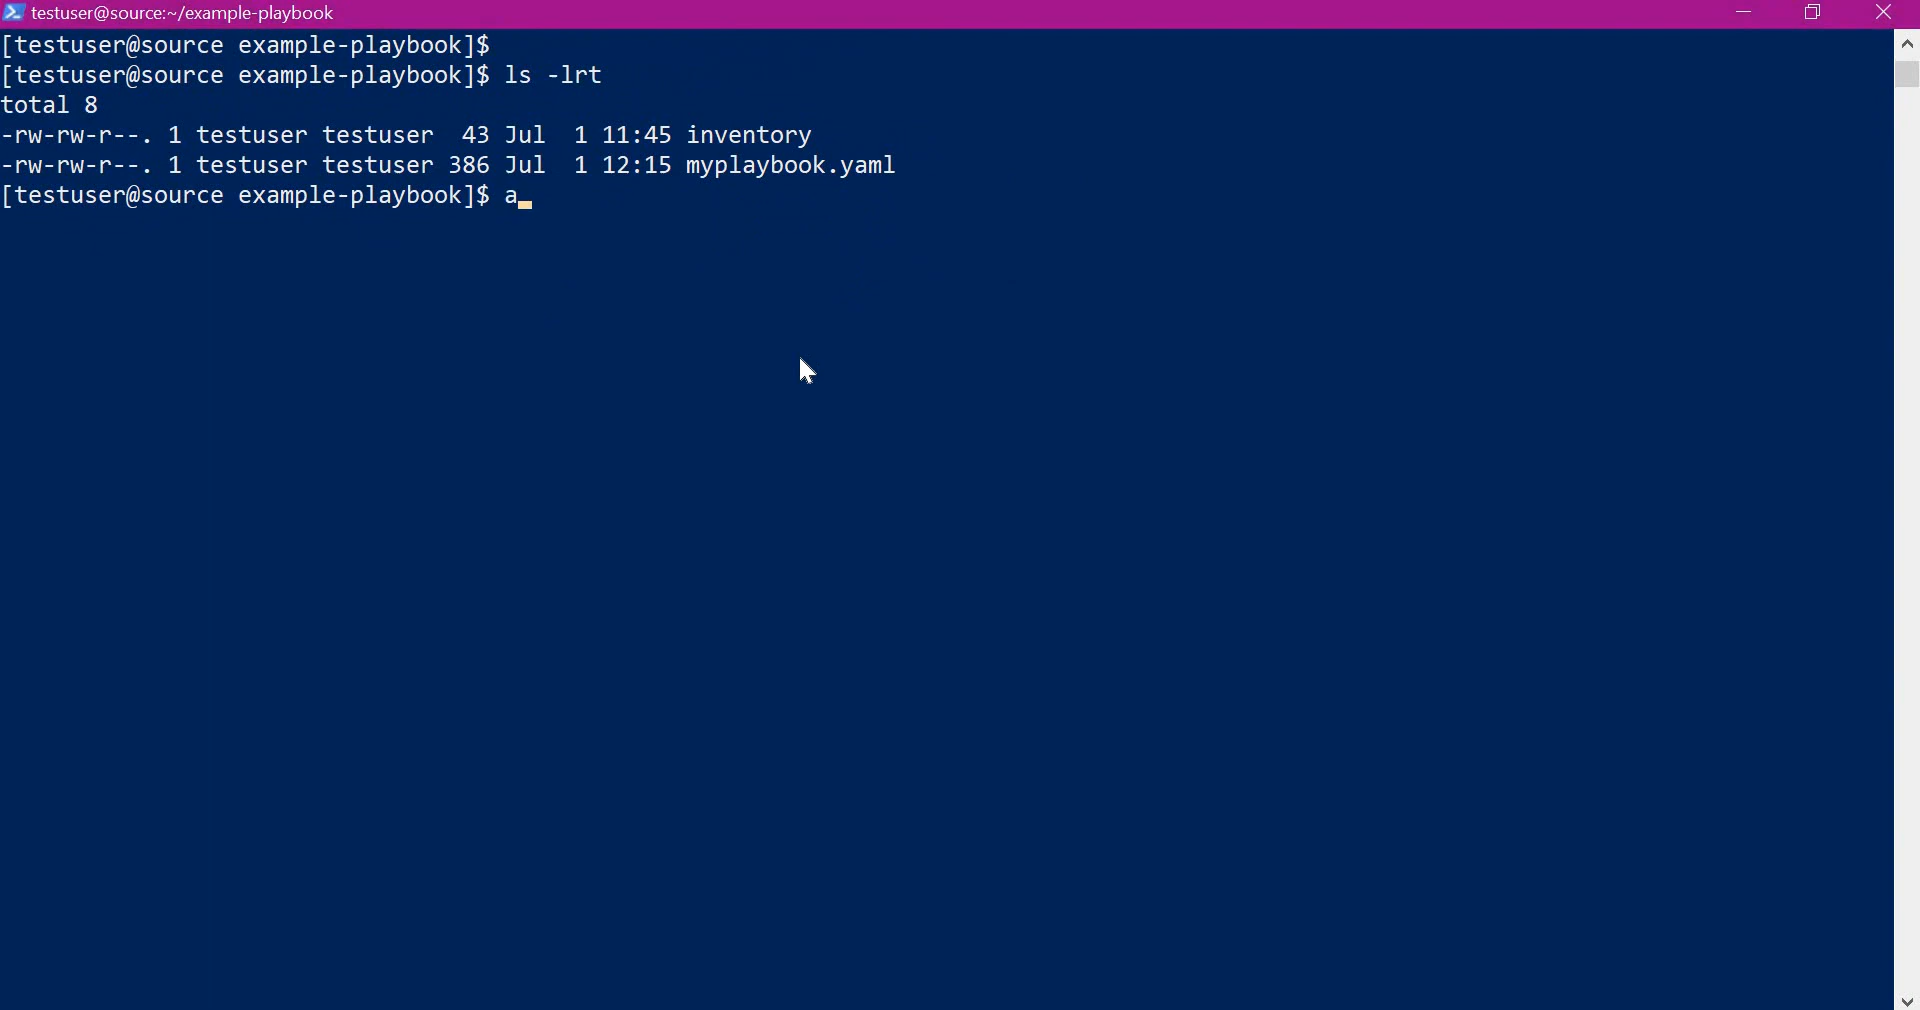 testuser@source:~/example-playbook
[testuser@source example-playbook]$
[testuser@source example-playbook]$ ls -lrt
total 8
-rw-rw-r--. 1 testuser testuser  43 Jul  1 11:45 inventory
-rw-rw-r--. 1 testuser testuser 386 Jul  1 12:15 myplaybook.yaml
[testuser@source example-playbook]$ a